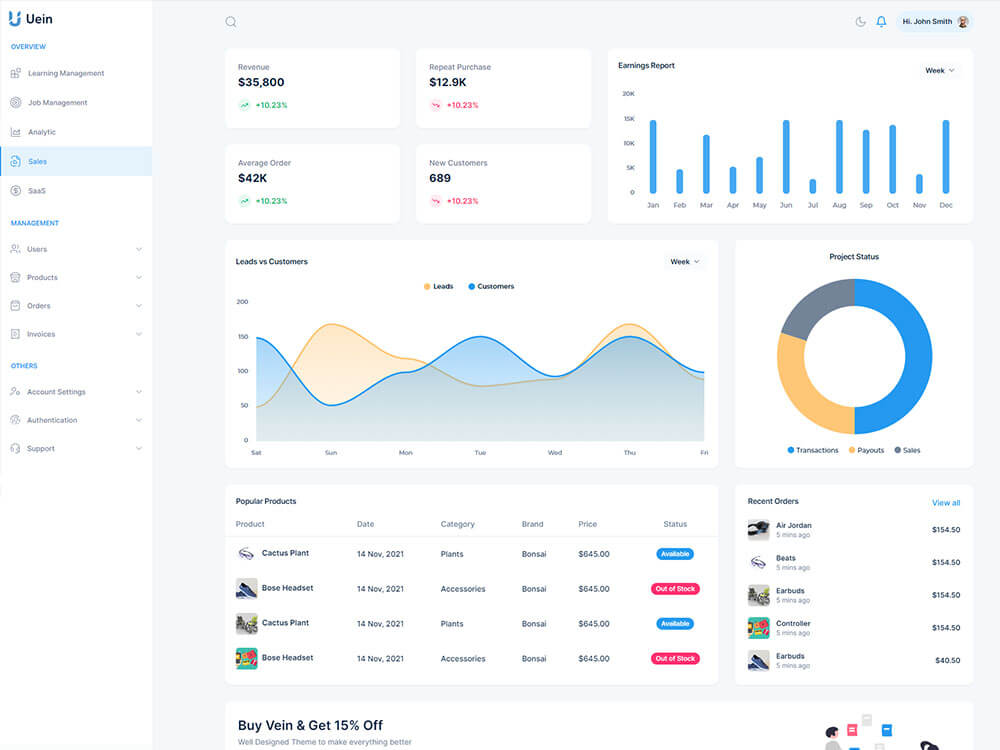 Uein
Hi. John Smith
OVERVIEW
Learning Management
Job Management
Analytic
Sales
SaaS
MANAGEMENT
Users
Products
Orders
Invoices
OTHERS
Account Settings
Authentication
Support
Revenue
$35,800
+10.23%
Repeat Purchase
$12.9K
+10.23%
Average Order
$42K
+10.23%
New Customers
689
+10.23%
Earnings Report
Week
20K
15K
10K
5K
0
Jan Feb Mar Apr May Jun Jul Aug Sep Oct Nov Dec
Leads vs Customers
Week
Leads Customers
200
150
100
50
0
Sat Sun Mon Tue Wed Thu Fri
Project Status
Transactions Payouts Sales
Popular Products
Product Date Category Brand Price Status
Cactus Plant 14 Nov, 2021 Plants Bonsai $645.00 Available
Bose Headset 14 Nov, 2021 Accessories Bonsai $645.00 Out of Stock
Cactus Plant 14 Nov, 2021 Plants Bonsai $645.00 Available
Bose Headset 14 Nov, 2021 Accessories Bonsai $645.00 Out of Stock
Recent Orders View all
Air Jordan
5 mins ago
$154.50
Beats
5 mins ago
$154.50
Earbuds
5 mins ago
$154.50
Controller
5 mins ago
$154.50
Earbuds
5 mins ago
$40.50
Buy Vein & Get 15% Off
Well Designed Theme to make everything better